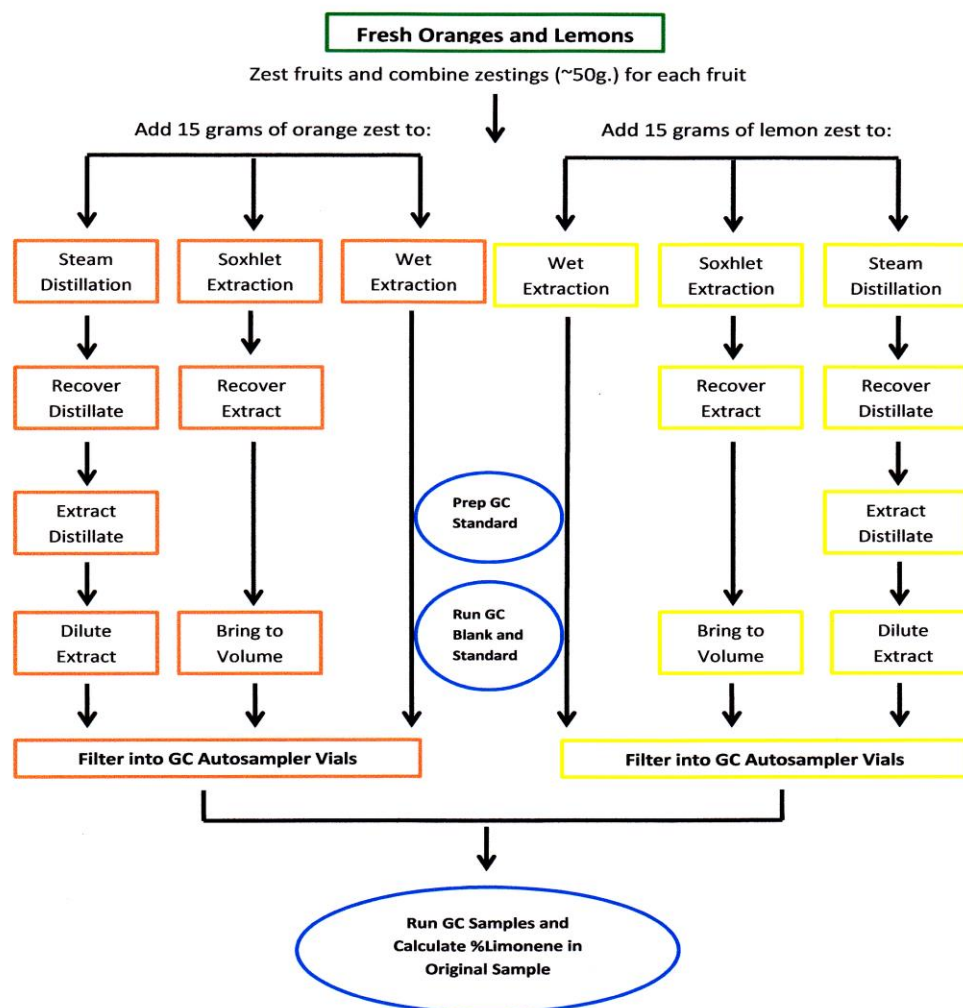 Fresh Oranges and Lemons
Zest fruits and combine zestings (~50g.) for each fruit
Add 15 grams of orange zest to:
Add 15 grams of lemon zest to:
Steam
Distillation
Soxhlet
Extraction
Wet
Extraction
Wet
Extraction
Soxhlet
Extraction
Steam
Distillation
Recover
Distillate
Recover
Extract
Recover
Extract
Recover
Distillate
Extract
Distillate
Prep GC
Standard
Extract
Distillate
Dilute
Extract
Bring to
Volume
Run GC
Blank and
Standard
Bring to
Volume
Dilute
Extract
Filter into GC Autosampler Vials
Filter into GC Autosampler Vials
Run GC Samples and
Calculate %Limonene in
Original Sample